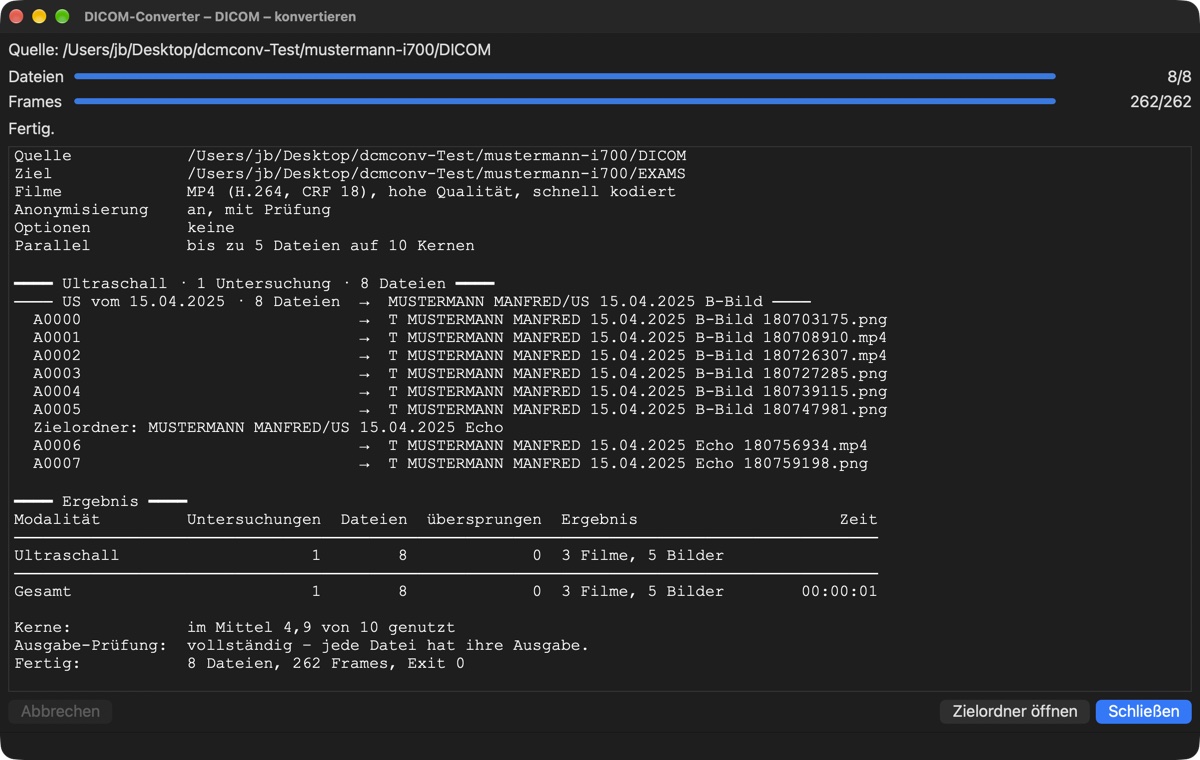 DICOM-Converter – DICOM – konvertieren
Quelle: /Users/jb/Desktop/dcmconv-Test/mustermann-i700/DICOM
Dateien 8/8
Frames 262/262
Fertig.
Quelle /Users/jb/Desktop/dcmconv-Test/mustermann-i700/DICOM
Ziel /Users/jb/Desktop/dcmconv-Test/mustermann-i700/EXAMS
Filme MP4 (H.264, CRF 18), hohe Qualität, schnell kodiert
Anonymisierung an, mit Prüfung
Optionen keine
Parallel bis zu 5 Dateien auf 10 Kernen
━━━━ Ultraschall · 1 Untersuchung · 8 Dateien ━━━━
──── US vom 15.04.2025 · 8 Dateien → MUSTERMANN MANFRED/US 15.04.2025 B-Bild ────
A0000 → T MUSTERMANN MANFRED 15.04.2025 B-Bild 180703175.png
A0001 → T MUSTERMANN MANFRED 15.04.2025 B-Bild 180708910.mp4
A0002 → T MUSTERMANN MANFRED 15.04.2025 B-Bild 180726307.mp4
A0003 → T MUSTERMANN MANFRED 15.04.2025 B-Bild 180727285.png
A0004 → T MUSTERMANN MANFRED 15.04.2025 B-Bild 180739115.png
A0005 → T MUSTERMANN MANFRED 15.04.2025 B-Bild 180747981.png
Zielordner: MUSTERMANN MANFRED/US 15.04.2025 Echo
A0006 → T MUSTERMANN MANFRED 15.04.2025 Echo 180756934.mp4
A0007 → T MUSTERMANN MANFRED 15.04.2025 Echo 180759198.png
━━━━ Ergebnis ━━━━
Modalität Untersuchungen Dateien übersprungen Ergebnis Zeit
Ultraschall 1 8 0 3 Filme, 5 Bilder
Gesamt 1 8 0 3 Filme, 5 Bilder 00:00:01
Kerne: im Mittel 4,9 von 10 genutzt
Ausgabe-Prüfung: vollständig – jede Datei hat ihre Ausgabe.
Fertig: 8 Dateien, 262 Frames, Exit 0
Abbrechen Zielordner öffnen Schließen